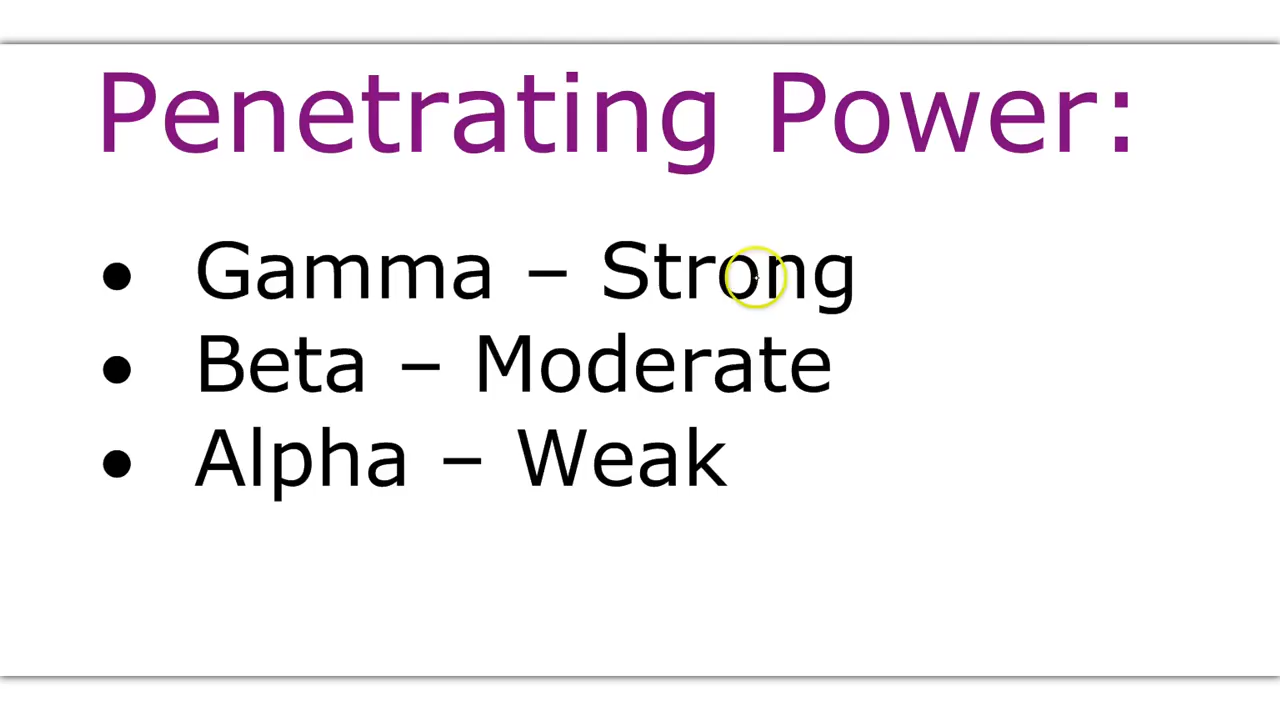 Penetrating Power:
• Gamma – Strong
• Beta – Moderate
• Alpha – Weak